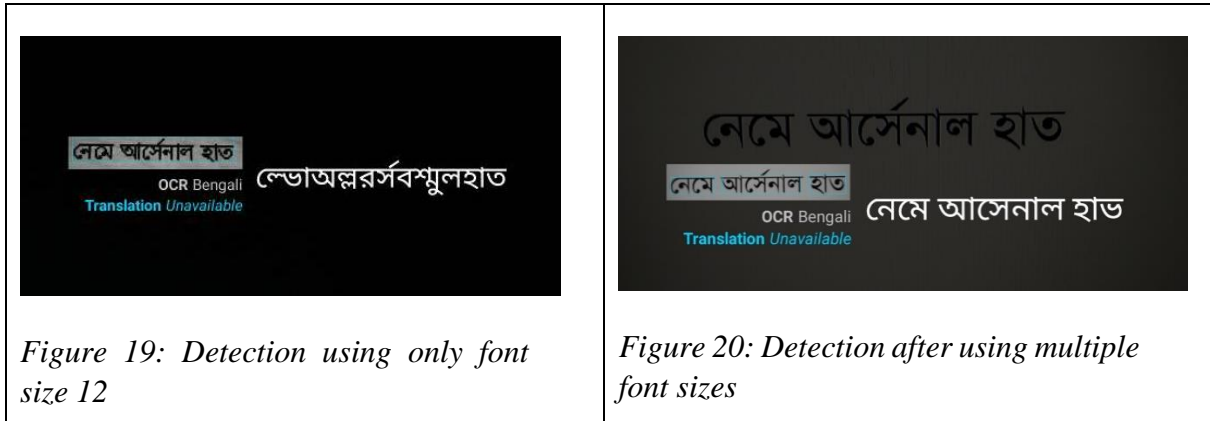 নেমে আর্সেনাল হাত
OCR Bengali
Translation Unavailable
ল্ভোঅল্লরর্সবশ্মুলহাত
Figure 19: Detection using only font
size 12
নেমে আর্সেনাল হাত
নেমে আর্সেনাল হাত
OCR Bengali
Translation Unavailable
নেমে আসেনাল হাভ
Figure 20: Detection after using multiple
font sizes